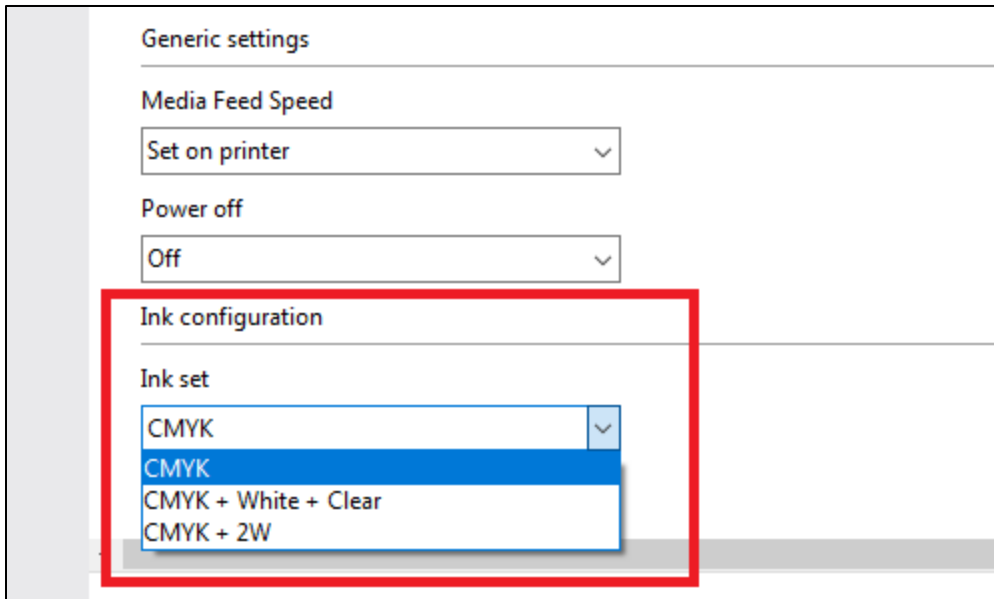 Generic settings
Media Feed Speed
Set on printer
Power off
Off
Ink configuration
Ink set
CMYK
CMYK
CMYK + White + Clear
CMYK + 2W